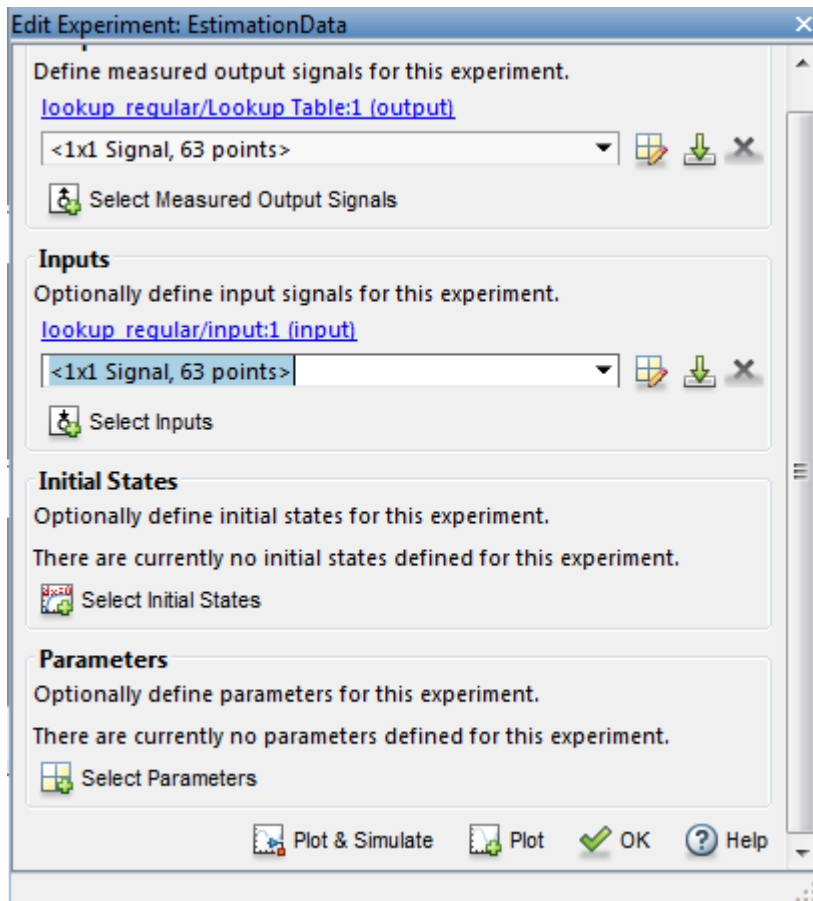 Edit Experiment: EstimationData
Define measured output signals for this experiment.
lookup_regular/Lookup Table:1 (output)
<1x1 Signal, 63 points>
Select Measured Output Signals
Inputs
Optionally define input signals for this experiment.
lookup_regular/input:1 (input)
<1x1 Signal, 63 points>
Select Inputs
Initial States
Optionally define initial states for this experiment.
There are currently no initial states defined for this experiment.
Select Initial States
Parameters
Optionally define parameters for this experiment.
There are currently no parameters defined for this experiment.
Select Parameters
Plot & Simulate Plot OK Help